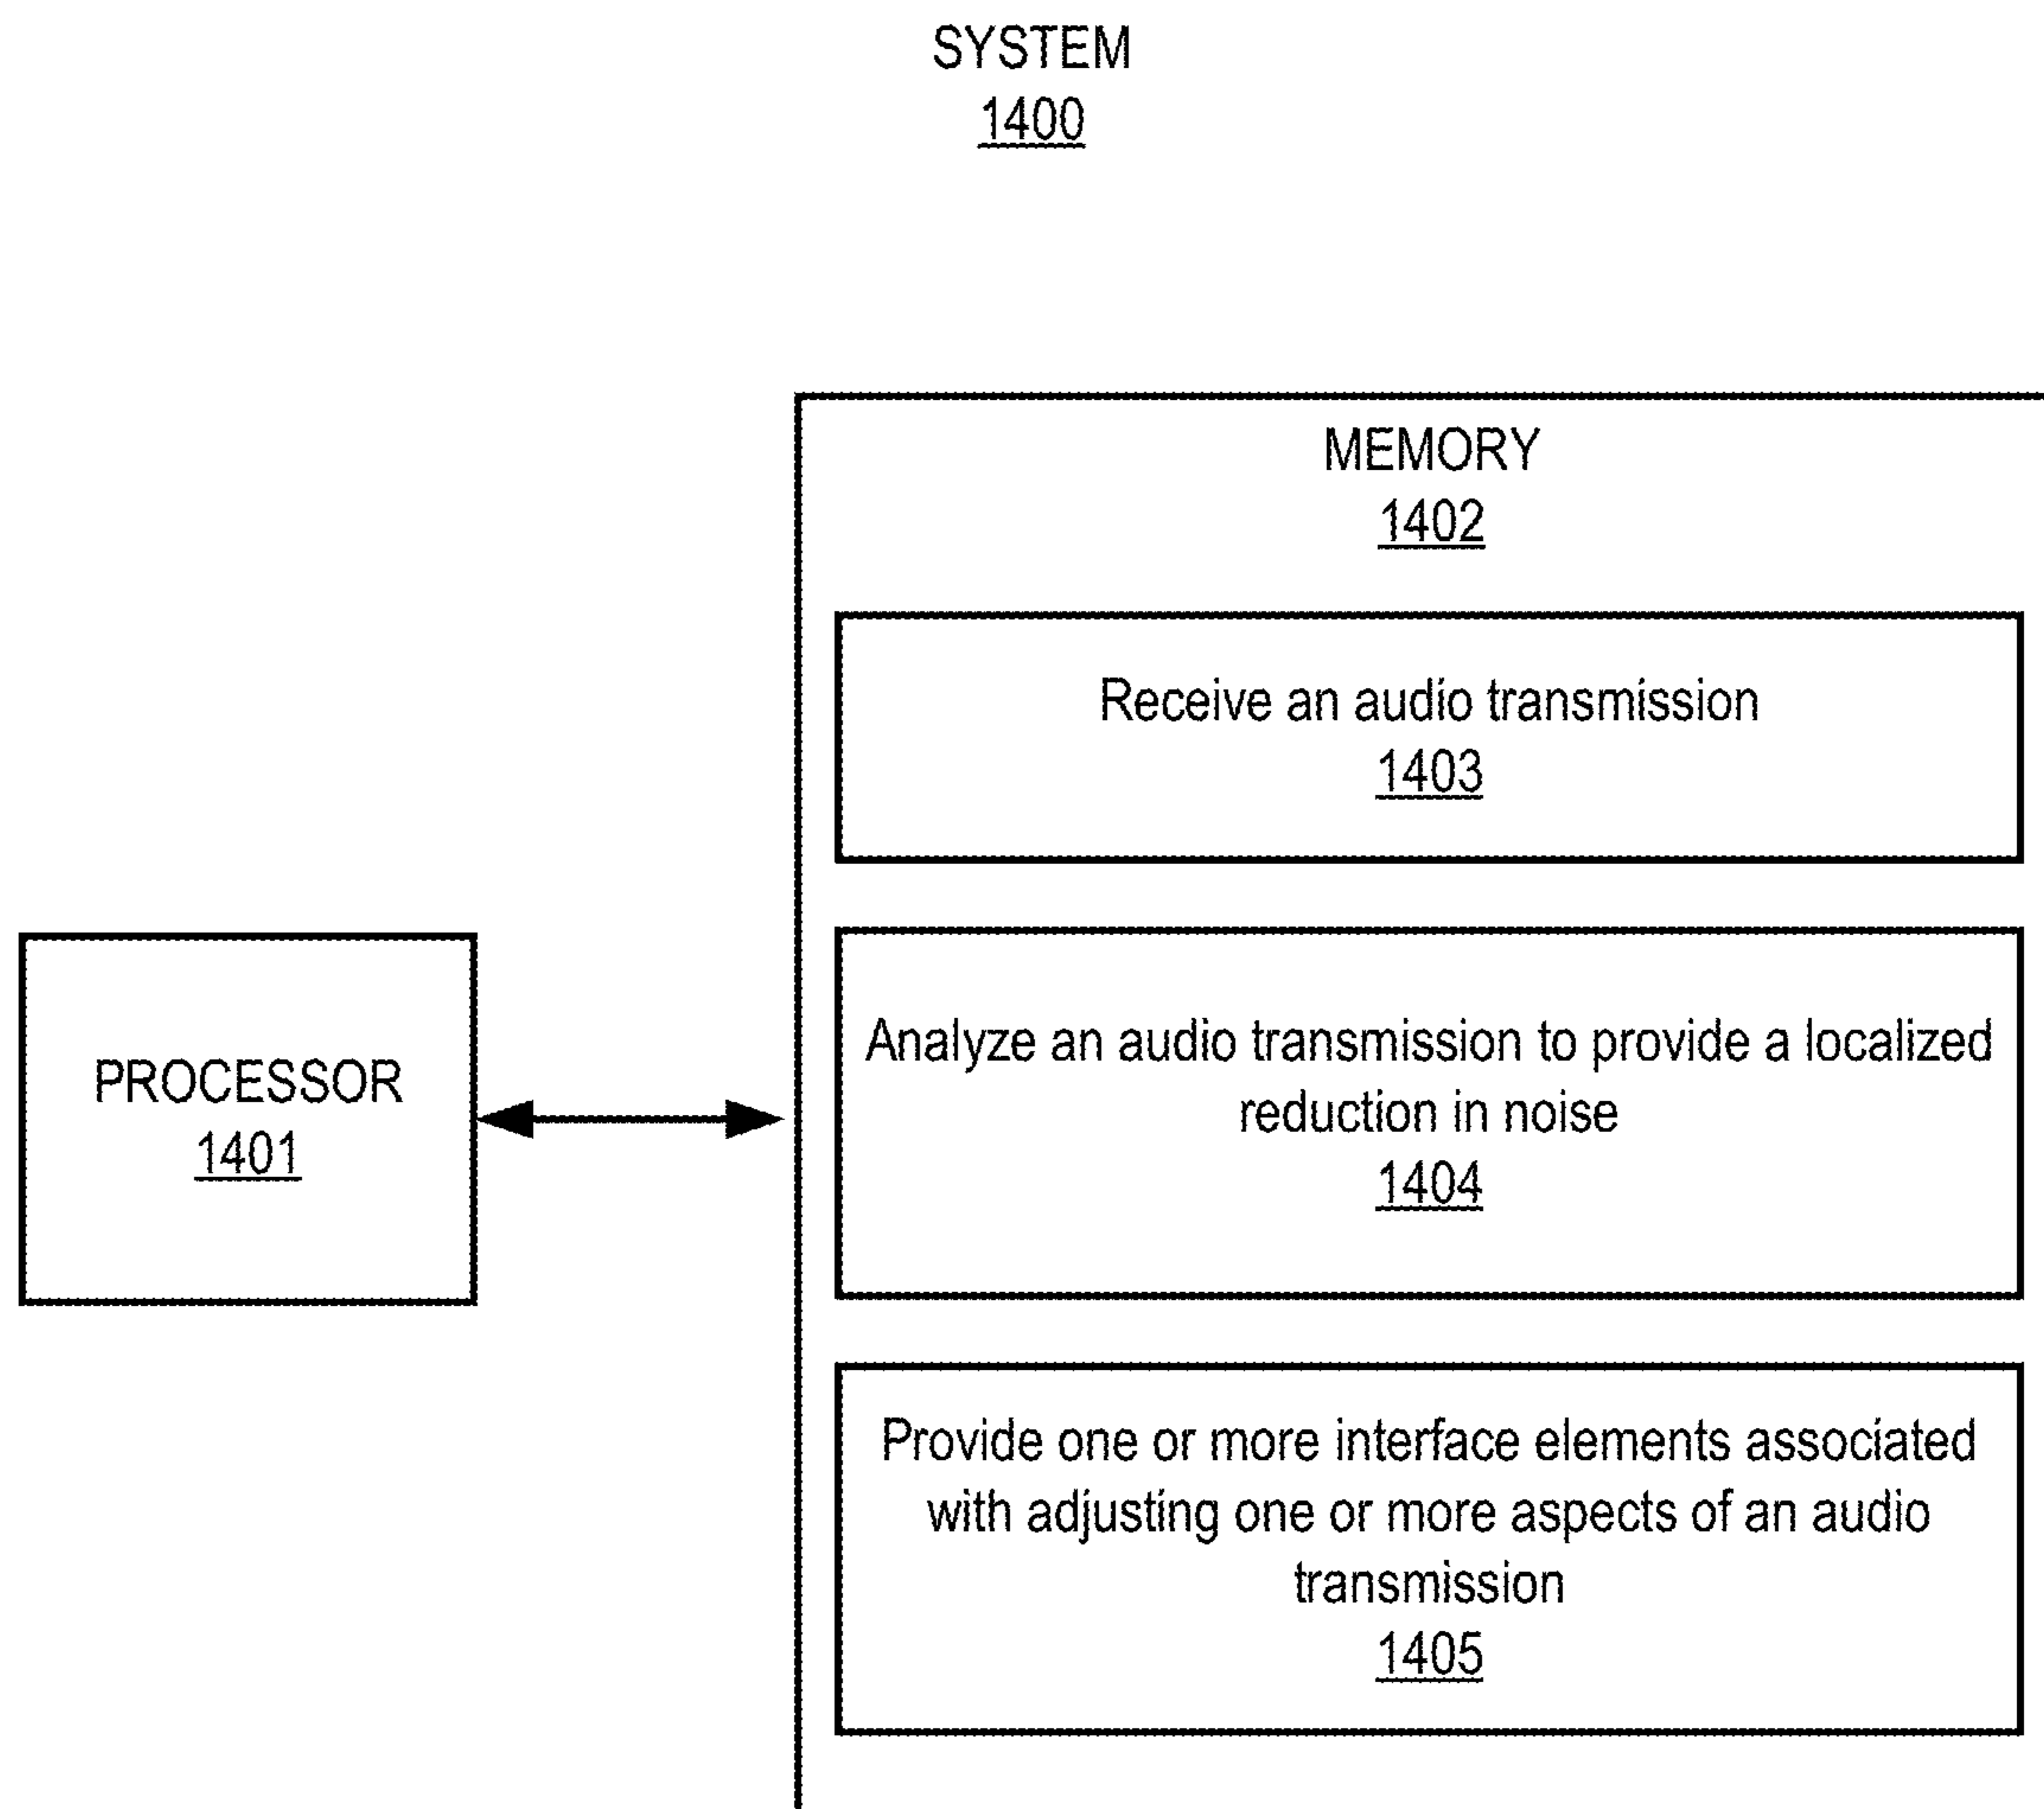 SYSTEM
1400
MEMORY
1402
Receive an audio transmission
1403
Analyze an audio transmission to provide a localized
reduction in noise
1404
PROCESSOR
1401
Provide one or more interface elements associated
with adjusting one or more aspects of an audio
transmission
1405